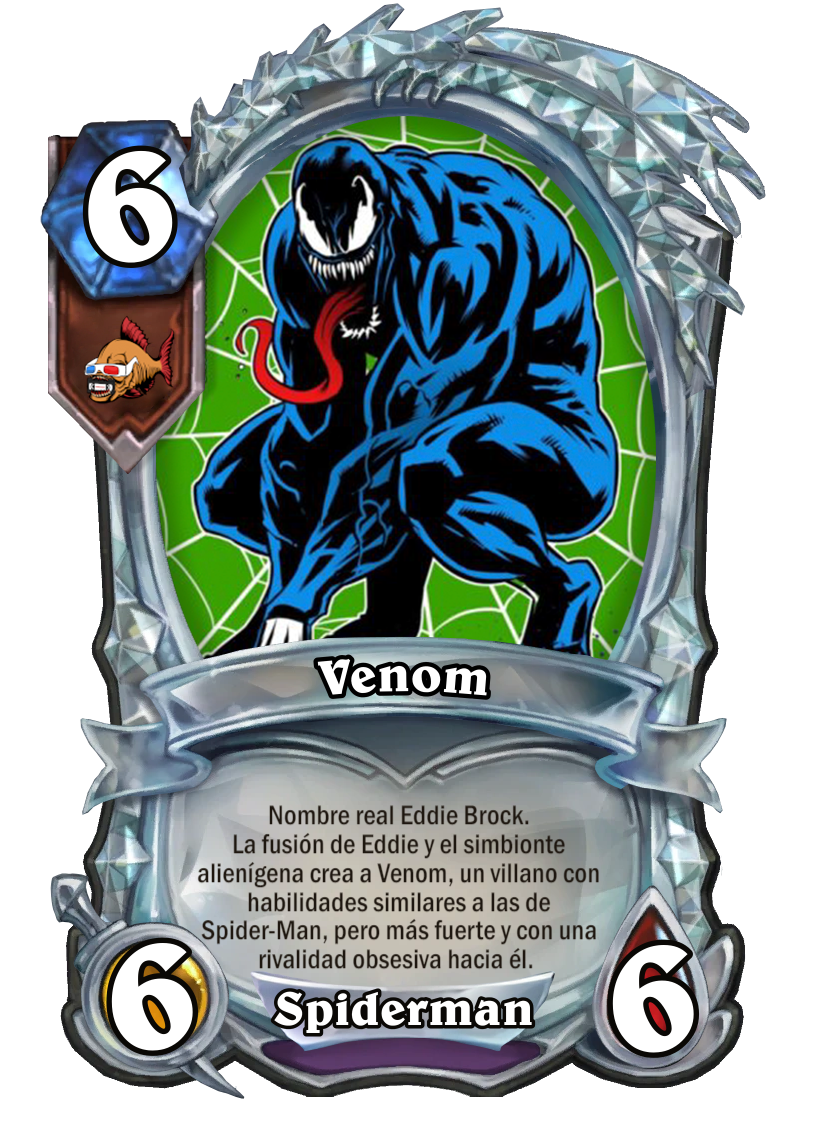 6
Venom
Nombre real Eddie Brock.
La fusión de Eddie y el simbionte
alienígena crea a Venom, un villano con
habilidades similares a las de
Spider-Man, pero más fuerte y con una
rivalidad obsesiva hacia él.
6
Spiderman
6